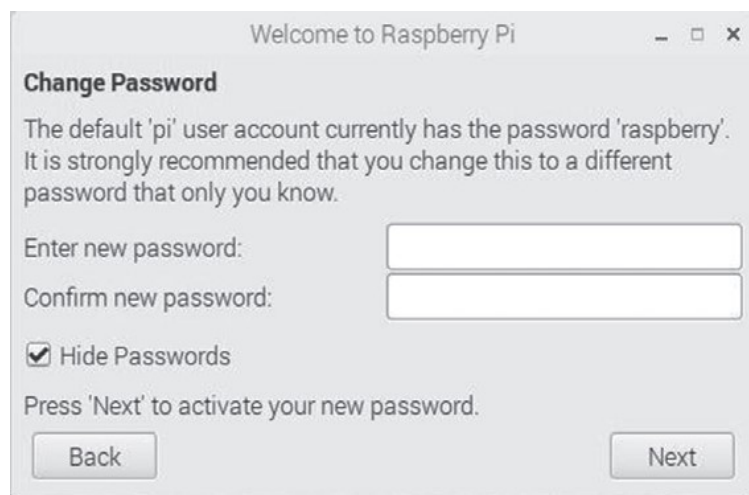 Welcome to Raspberry Pi
Change Password
The default 'pi' user account currently has the password 'raspberry'.
It is strongly recommended that you change this to a different
password that only you know.
Enter new password:
Confirm new password:
Hide Passwords
Press 'Next' to activate your new password.
Back
Next